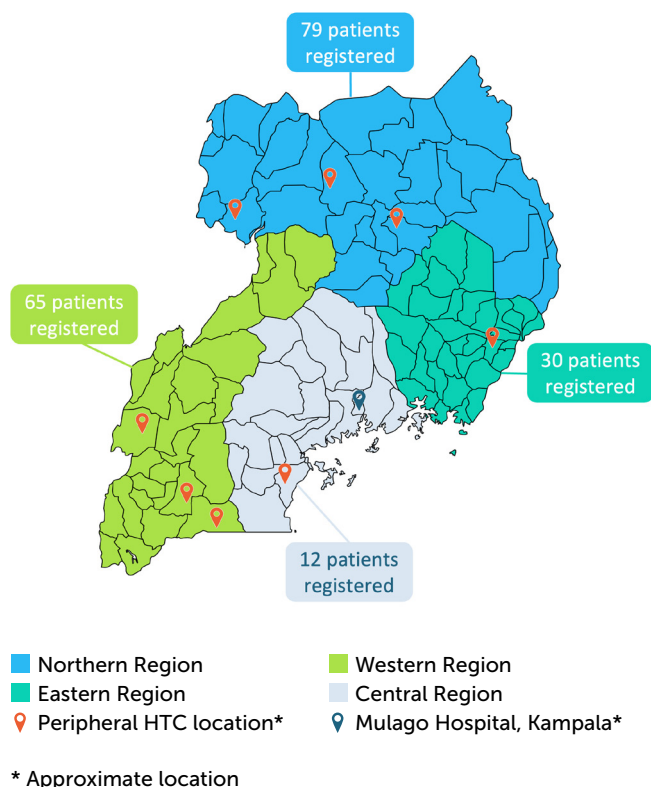 79 patients
registered
65 patients
registered
30 patients
registered
12 patients
registered
Northern Region
Western Region
Eastern Region
Central Region
Peripheral HTC location*
Mulago Hospital, Kampala*
* Approximate location